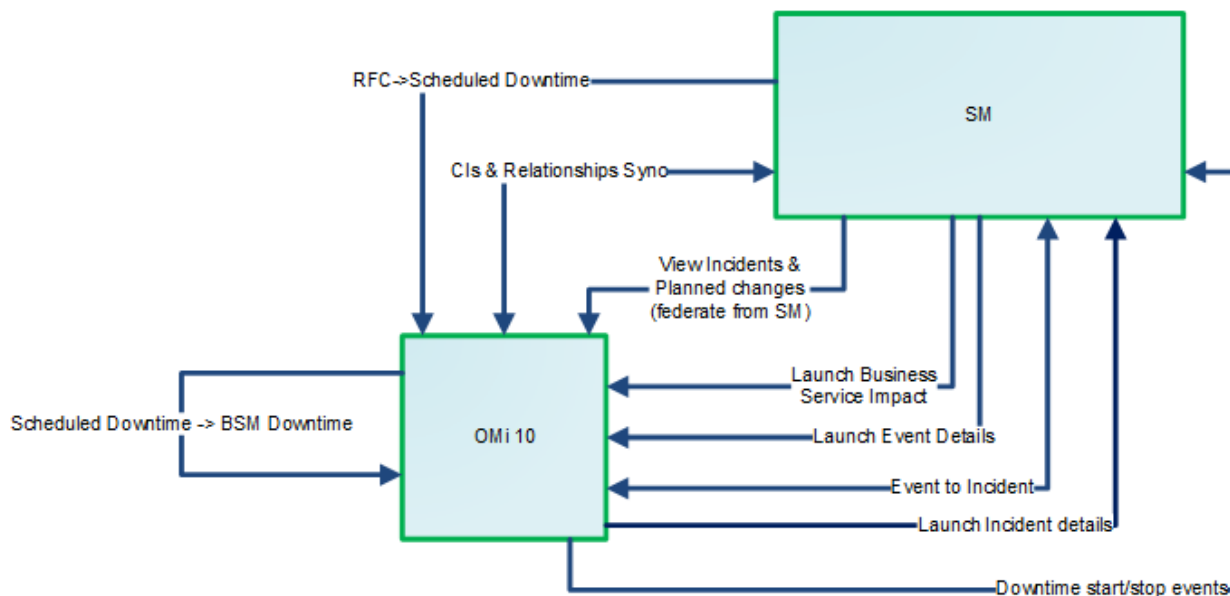 RFC->Scheduled Downtime
SM
CIs & Relationships Sync
View Incidents &
Planned changes
(federate from SM)
Launch Business
Service Impact
Scheduled Downtime -> BSM Downtime
OMi 10
Launch Event Details
Event to Incident
Launch Incident details
Downtime start/stop events